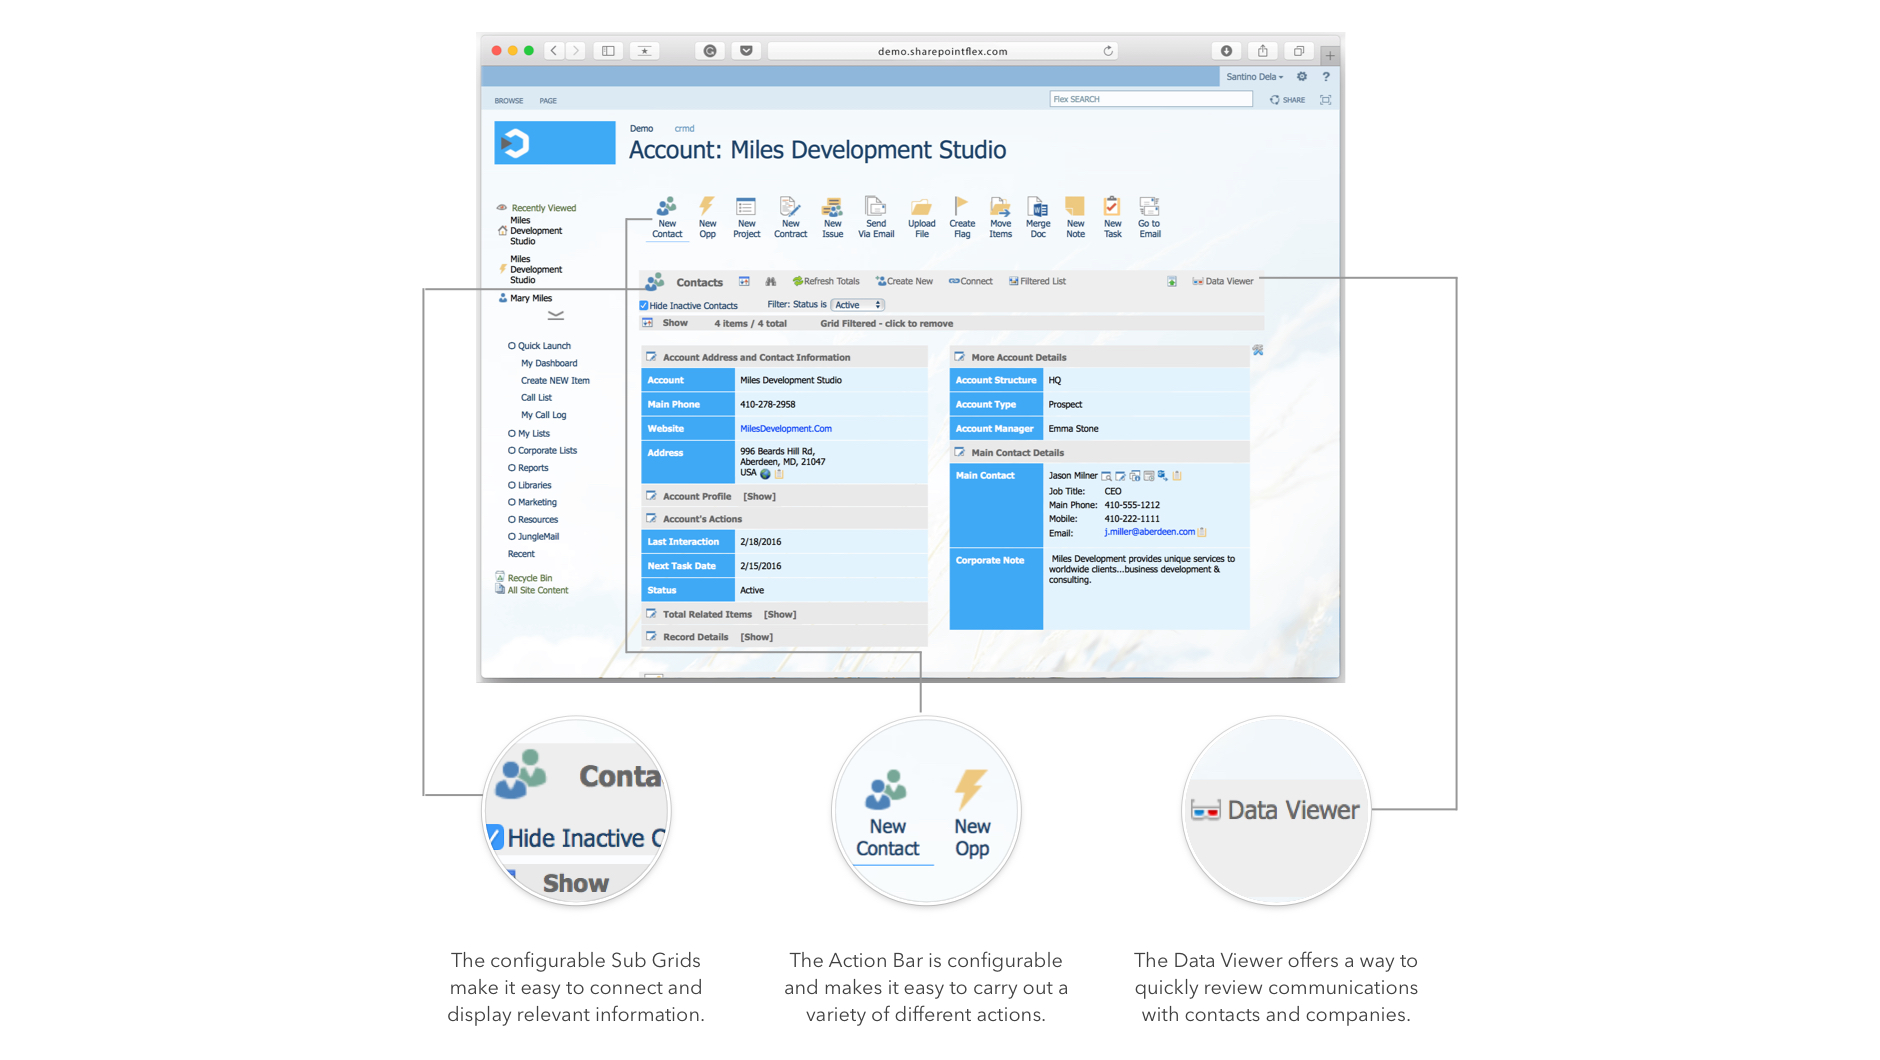 demo.sharepointflex.com
Santino Dela
?
BROWSE PAGE
Flex SEARCH
SHARE
Demo crmd
Account: Miles Development Studio
New Contact
New Opp
New Project
New Contract
New Issue
Send Via Email
Upload File
Create Flag
Move Items
Merge Doc
New Note
New Task
Go to Email
Recently Viewed
Miles
Development
Studio
Miles
Development
Studio
Mary Miles
Quick Launch
My Dashboard
Create NEW Item
Call List
My Call Log
My Lists
Corporate Lists
Reports
Libraries
Marketing
Resources
JungleMail
Recent
Recycle Bin
All Site Content
Contacts Refresh Totals Create New Connect Filtered List Data Viewer
Hide Inactive Contacts Filter: Status is Active
Show 4 items / 4 total Grid Filtered - click to remove
Account Address and Contact Information
Account Miles Development Studio
Main Phone 410-278-2958
Website MilesDevelopment.Com
Address 996 Beards Hill Rd,
Aberdeen, MD, 21047
USA
Account Profile [Show]
Account's Actions
Last Interaction 2/18/2016
Next Task Date 2/15/2016
Status Active
Total Related Items [Show]
Record Details [Show]
More Account Details
Account Structure HQ
Account Type Prospect
Account Manager Emma Stone
Main Contact Details
Main Contact Jason Milner
Job Title: CEO
Main Phone: 410-555-1212
Mobile: 410-222-1111
Email: j.miller@aberdeen.com
Corporate Note Miles Development provides unique services to
worldwide clients...business development &
consulting.
Conta
Hide Inactive C
Show
New Contact
New Opp
Data Viewer
The configurable Sub Grids
make it easy to connect and
display relevant information.
The Action Bar is configurable
and makes it easy to carry out a
variety of different actions.
The Data Viewer offers a way to
quickly review communications
with contacts and companies.